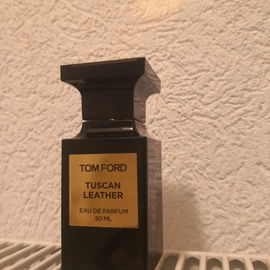 TOM FORD
TUSCAN
LEATHER
EAU DE PARFUM
50 ML